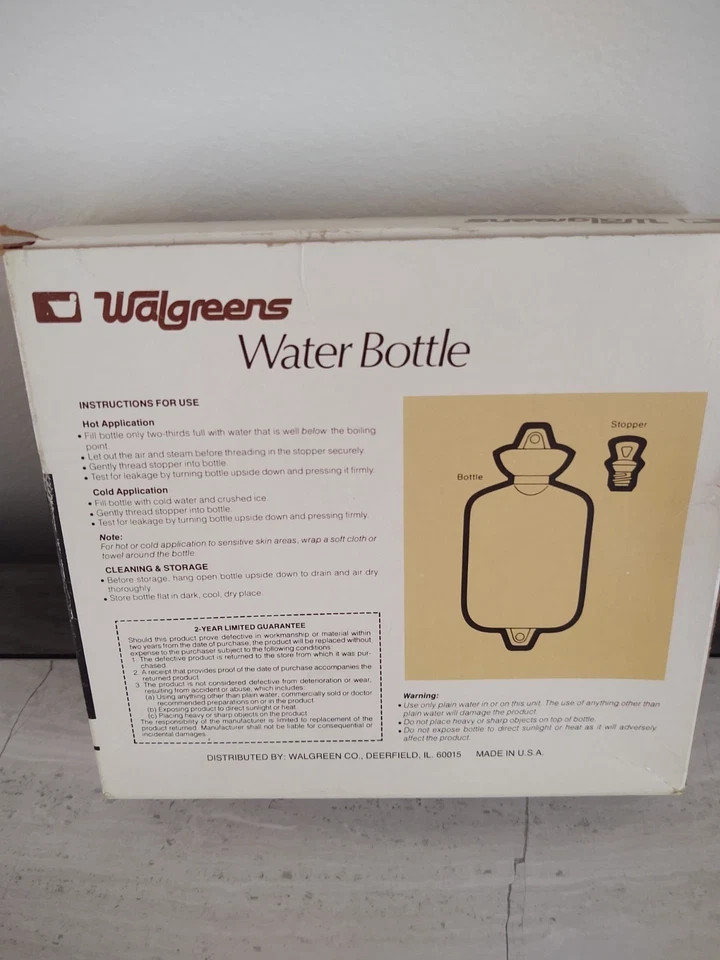 Walgreens
Walgreens
Water Bottle
INSTRUCTIONS FOR USE
Hot Application
• Fill bottle only two-thirds full with water that is well below the boiling
point.
• Let out the air and steam before threading in the stopper securely.
• Gently thread stopper into bottle.
• Test for leakage by turning bottle upside down and pressing it firmly.
Cold Application
• Fill bottle with cold water and crushed ice.
• Gently thread stopper into bottle.
• Test for leakage by turning bottle upside down and pressing firmly.
Note:
For hot or cold application to sensitive skin areas, wrap a soft cloth or
towel around the bottle.
CLEANING & STORAGE
• Before storage, hang open bottle upside down to drain and air dry
thoroughly.
• Store bottle flat in dark, cool, dry place.
2-YEAR LIMITED GUARANTEE
Should this product prove defective in workmanship or material within
two years from the date of purchase, the product will be replaced without
expense to the purchaser subject to the following conditions:
1. The defective product is returned to the store from which it was pur-
chased.
2. A receipt that provides proof of the date of purchase accompanies the
returned product.
3. The product is not considered defective from deterioration or wear,
resulting from accident or abuse, which includes:
(a) Using anything other than plain water, commercially sold or doctor
recommended preparations on or in the product.
(b) Exposing product to direct sunlight or heat.
(c) Placing heavy or sharp objects on the product.
The responsibility of the manufacturer is limited to replacement of the
product returned. Manufacturer shall not be liable for consequential or
incidental damages.
Bottle
Stopper
Warning:
• Use only plain water in or on this unit. The use of anything other than
plain water will damage the product.
• Do not place heavy or sharp objects on top of bottle.
• Do not expose bottle to direct sunlight or heat as it will adversely
affect the product.
DISTRIBUTED BY: WALGREEN CO., DEERFIELD, IL. 60015 MADE IN U.S.A.